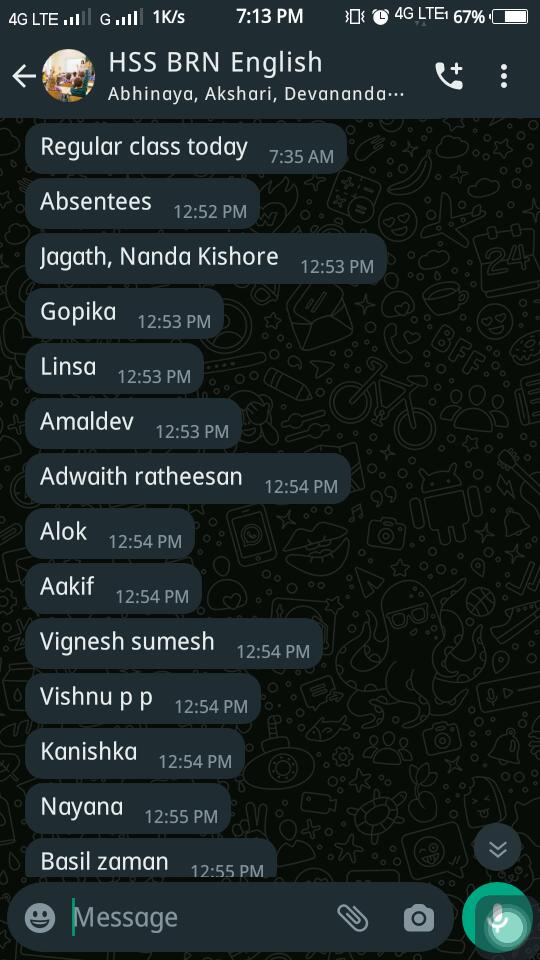 4G LTE G 1K/s 7:13 PM 4G LTE 67%
HSS BRN English
Abhinaya, Akshari, Devananda···
Regular class today 7:35 AM
Absentees 12:52 PM
Jagath, Nanda Kishore 12:53 PM
Gopika 12:53 PM
Linsa 12:53 PM
Amaldev 12:53 PM
Adwaith ratheesan 12:54 PM
Alok 12:54 PM
Aakif 12:54 PM
Vignesh sumesh 12:54 PM
Vishnu p p 12:54 PM
Kanishka 12:54 PM
Nayana 12:55 PM
Basil zaman 12:55 PM
Message